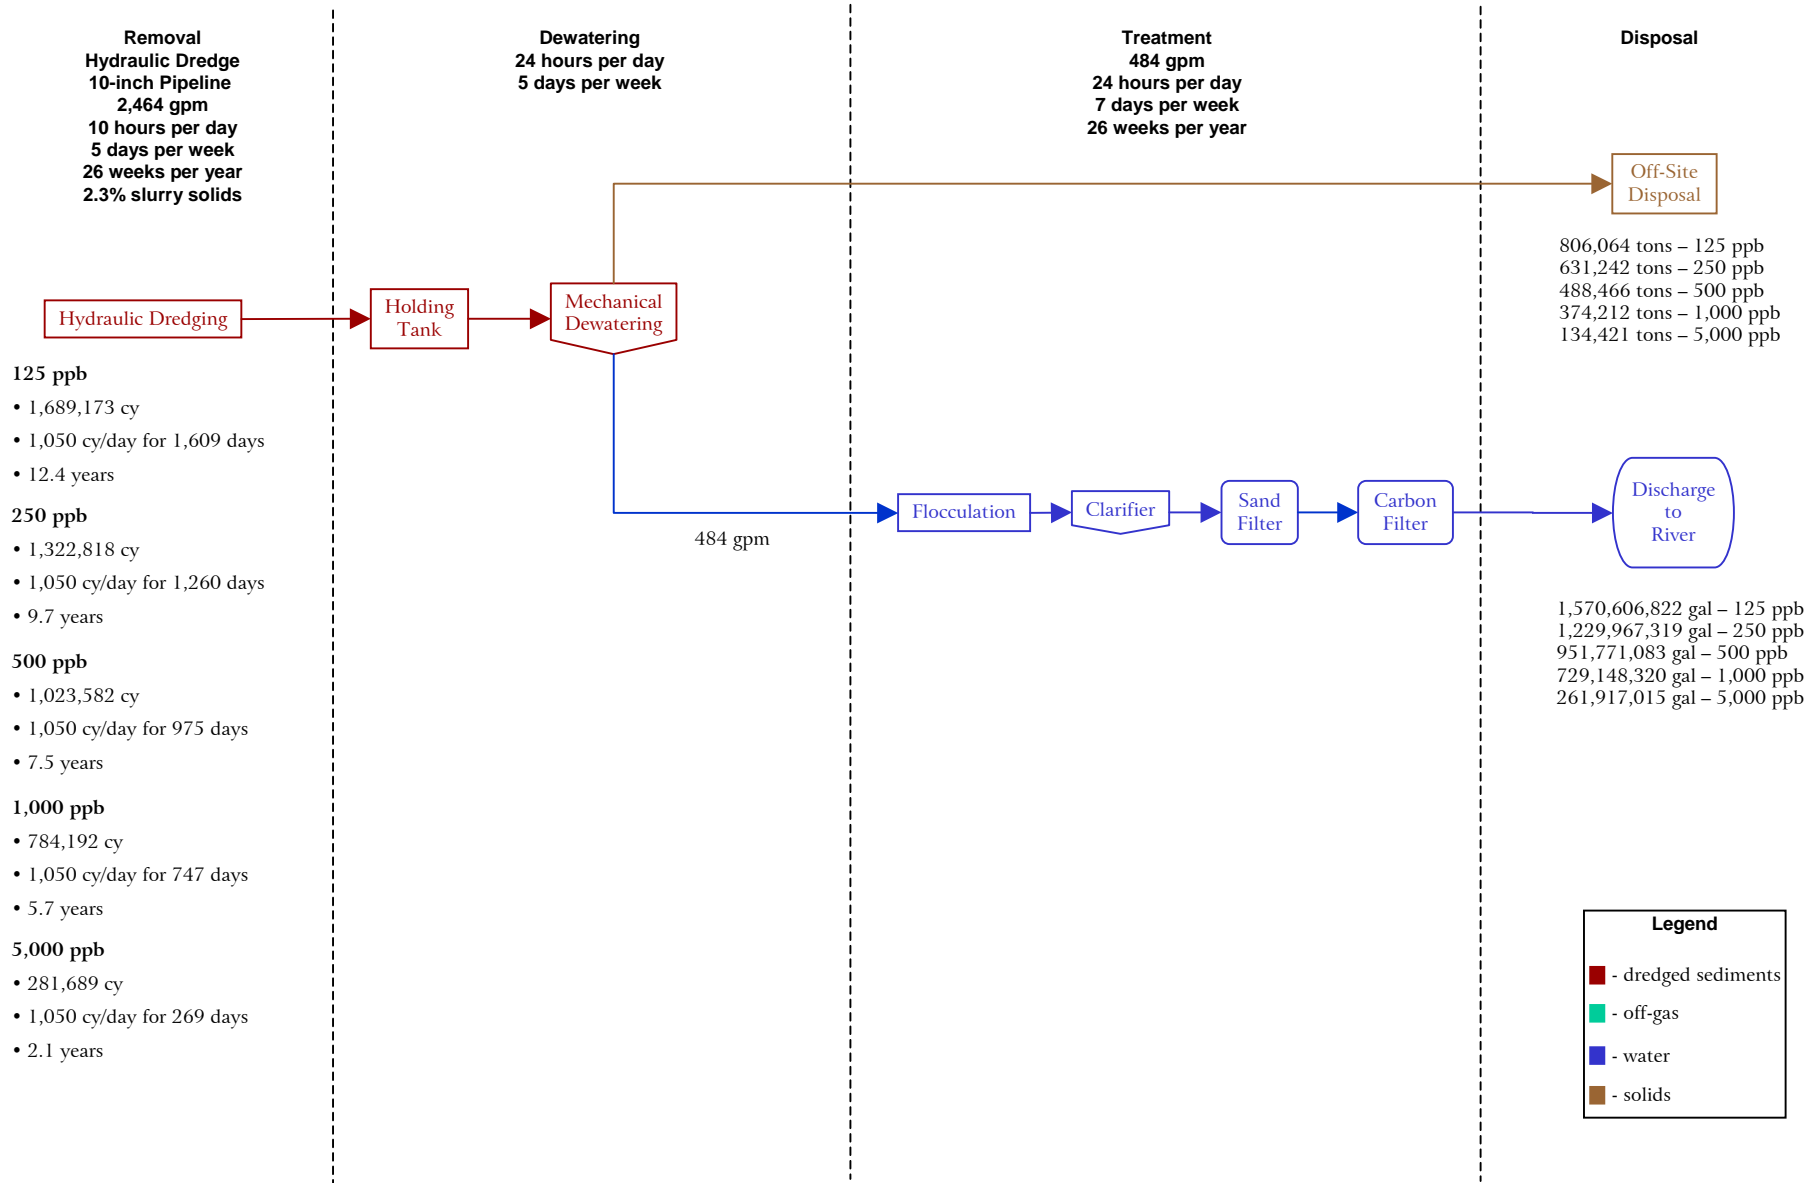 Removal
Hydraulic Dredge
10-inch Pipeline
2,464 gpm
10 hours per day
5 days per week
26 weeks per year
2.3% slurry solids
Dewatering
24 hours per day
5 days per week
Treatment
484 gpm
24 hours per day
7 days per week
26 weeks per year
Disposal
Hydraulic Dredging
Holding
Tank
Mechanical
Dewatering
Off-Site
Disposal
806,064 tons – 125 ppb
631,242 tons – 250 ppb
488,466 tons – 500 ppb
374,212 tons – 1,000 ppb
134,421 tons – 5,000 ppb
125 ppb
• 1,689,173 cy
• 1,050 cy/day for 1,609 days
• 12.4 years
250 ppb
• 1,322,818 cy
• 1,050 cy/day for 1,260 days
• 9.7 years
500 ppb
• 1,023,582 cy
• 1,050 cy/day for 975 days
• 7.5 years
1,000 ppb
• 784,192 cy
• 1,050 cy/day for 747 days
• 5.7 years
5,000 ppb
• 281,689 cy
• 1,050 cy/day for 269 days
• 2.1 years
484 gpm
Flocculation
Clarifier
Sand
Filter
Carbon
Filter
Discharge
to
River
1,570,606,822 gal – 125 ppb
1,229,967,319 gal – 250 ppb
951,771,083 gal – 500 ppb
729,148,320 gal – 1,000 ppb
261,917,015 gal – 5,000 ppb
Legend
- dredged sediments
- off-gas
- water
- solids